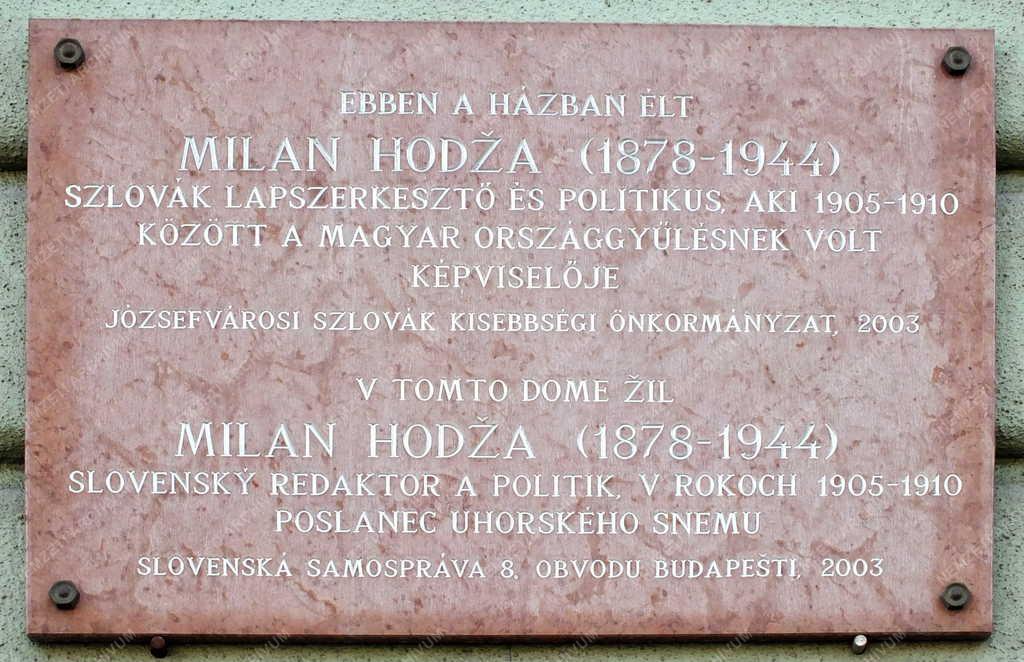 EBBEN A HÁZBAN ÉLT
MILAN HODŽA (1878-1944)
SZLOVÁK LAPSZERKESZTŐ ÉS POLITIKUS, AKI 1905-1910
KÖZÖTT A MAGYAR ORSZÁGGYŰLÉSNEK VOLT
KÉPVISELŐJE
JÓZSEFVÁROSI SZLOVÁK KISEBBSÉGI ÖNKORMÁNYZAT, 2003
V TOMTO DOME ŽIL
MILAN HODŽA (1878-1944)
SLOVENSKÝ REDAKTOR A POLITIK, V ROKOCH 1905-1910
POSLANEC UHORSKÉHO SNEMU
SLOVENSKÁ SAMOSPRÁVA 8. OBVODU BUDAPEŠTI, 2003